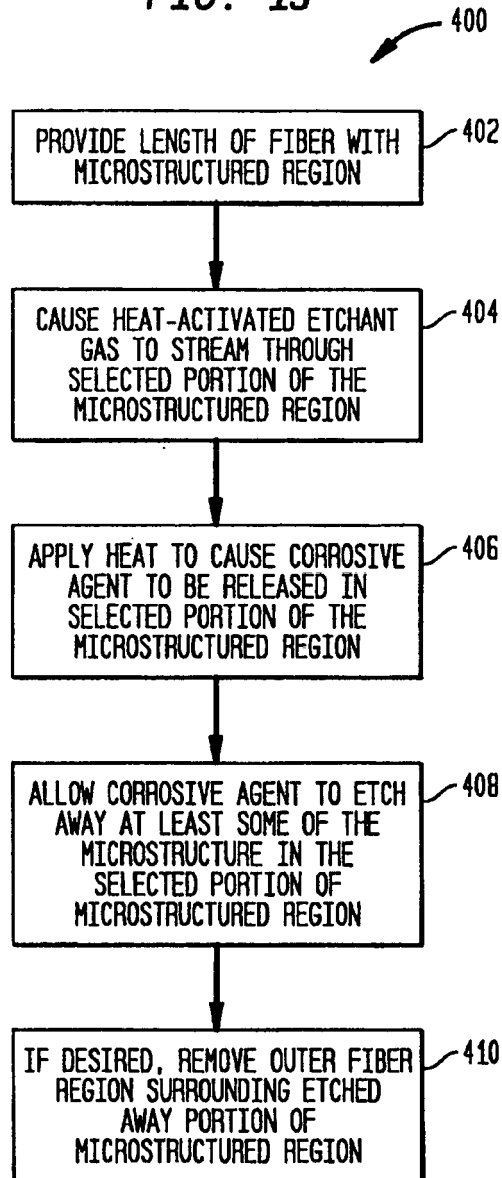 FIG. 13
400
PROVIDE LENGTH OF FIBER WITH
MICROSTRUCTURED REGION
402
CAUSE HEAT-ACTIVATED ETCHANT
GAS TO STREAM THROUGH
SELECTED PORTION OF THE
MICROSTRUCTURED REGION
404
APPLY HEAT TO CAUSE CORROSIVE
AGENT TO BE RELEASED IN
SELECTED PORTION OF THE
MICROSTRUCTURED REGION
406
ALLOW CORROSIVE AGENT TO ETCH
AWAY AT LEAST SOME OF THE
MICROSTRUCTURE IN THE
SELECTED PORTION OF
MICROSTRUCTURED REGION
408
IF DESIRED, REMOVE OUTER FIBER
REGION SURROUNDING ETCHED
AWAY PORTION OF
MICROSTRUCTURED REGION
410